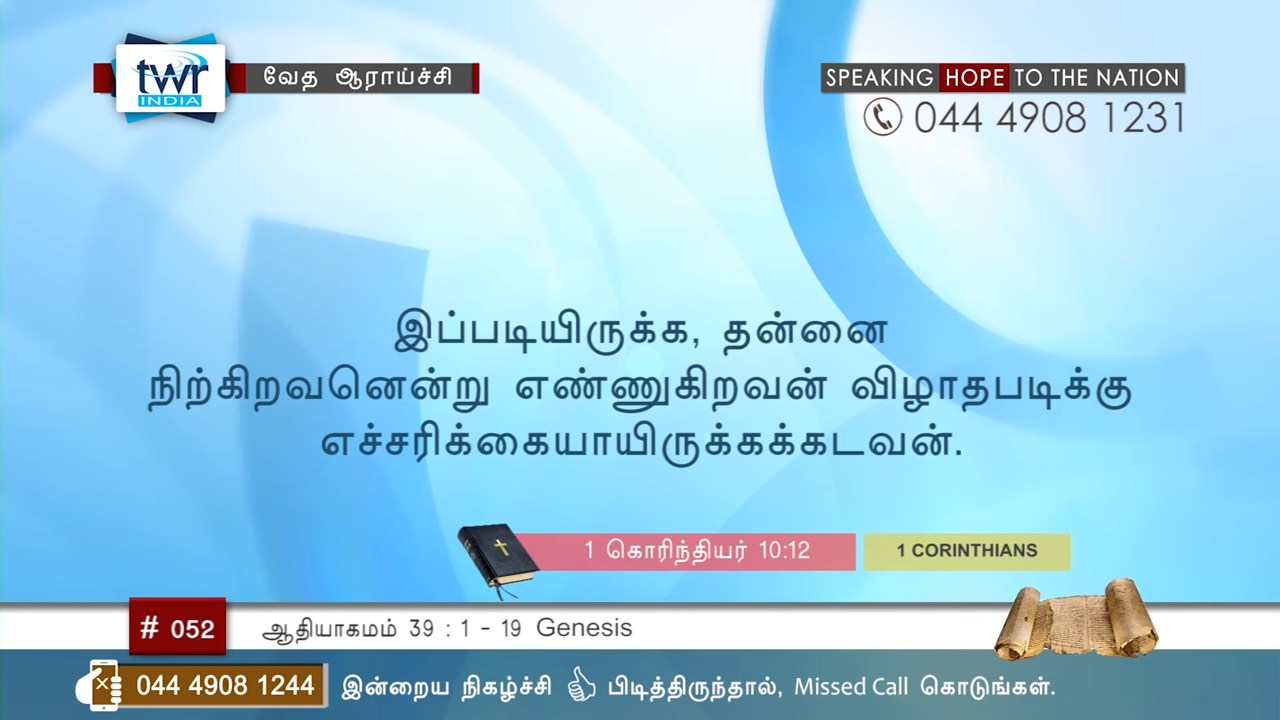 twr
INDIA
வேத ஆராய்ச்சி
SPEAKING HOPE TO THE NATION
044 4908 1231
இப்படியிருக்க, தன்னை
நிற்கிறவனென்று எண்ணுகிறவன் விழாதபடிக்கு
எச்சரிக்கையாயிருக்கக்கடவன்.
1 கொரிந்தியர் 10:12
1 CORINTHIANS
# 052
ஆதியாகமம் 39 : 1 - 19 Genesis
044 4908 1244
இன்றைய நிகழ்ச்சி பிடித்திருந்தால், Missed Call கொடுங்கள்.